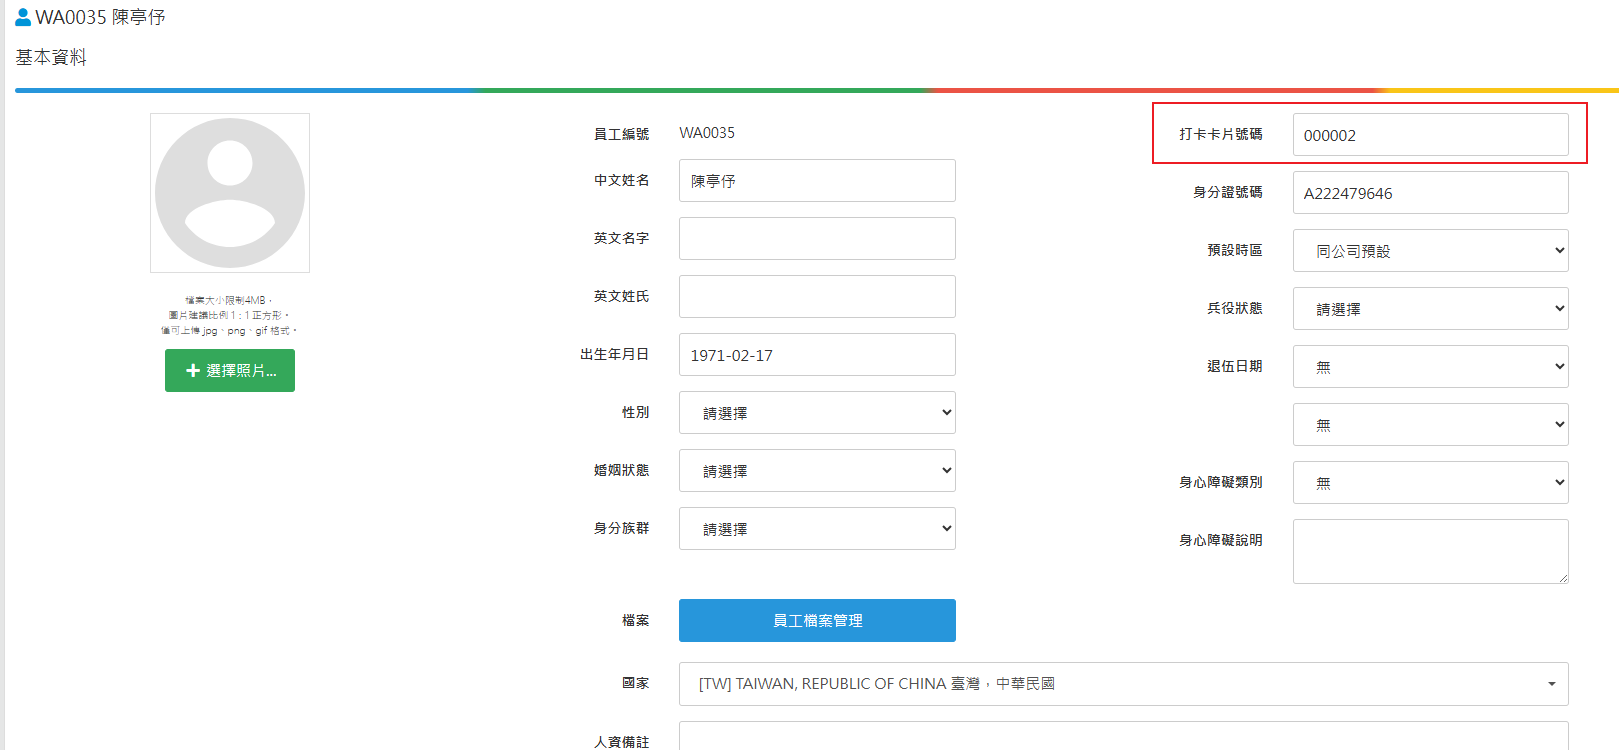 WA0035 陳亭伃
基本資料
檔案大小限制4MB，
圖片建議比例 1 : 1 正方形。
僅可上傳 jpg、png、gif 格式。
選擇照片...
員工編號 WA0035
中文姓名 陳亭伃
英文名字
英文姓氏
出生年月日 1971-02-17
性別 請選擇
婚姻狀態 請選擇
身分族群 請選擇
打卡卡片號碼 000002
身分證號碼 A222479646
預設時區 同公司預設
兵役狀態 請選擇
退伍日期 無
無
身心障礙類別 無
身心障礙說明
檔案 員工檔案管理
國家 [TW] TAIWAN, REPUBLIC OF CHINA 臺灣，中華民國
人資備註